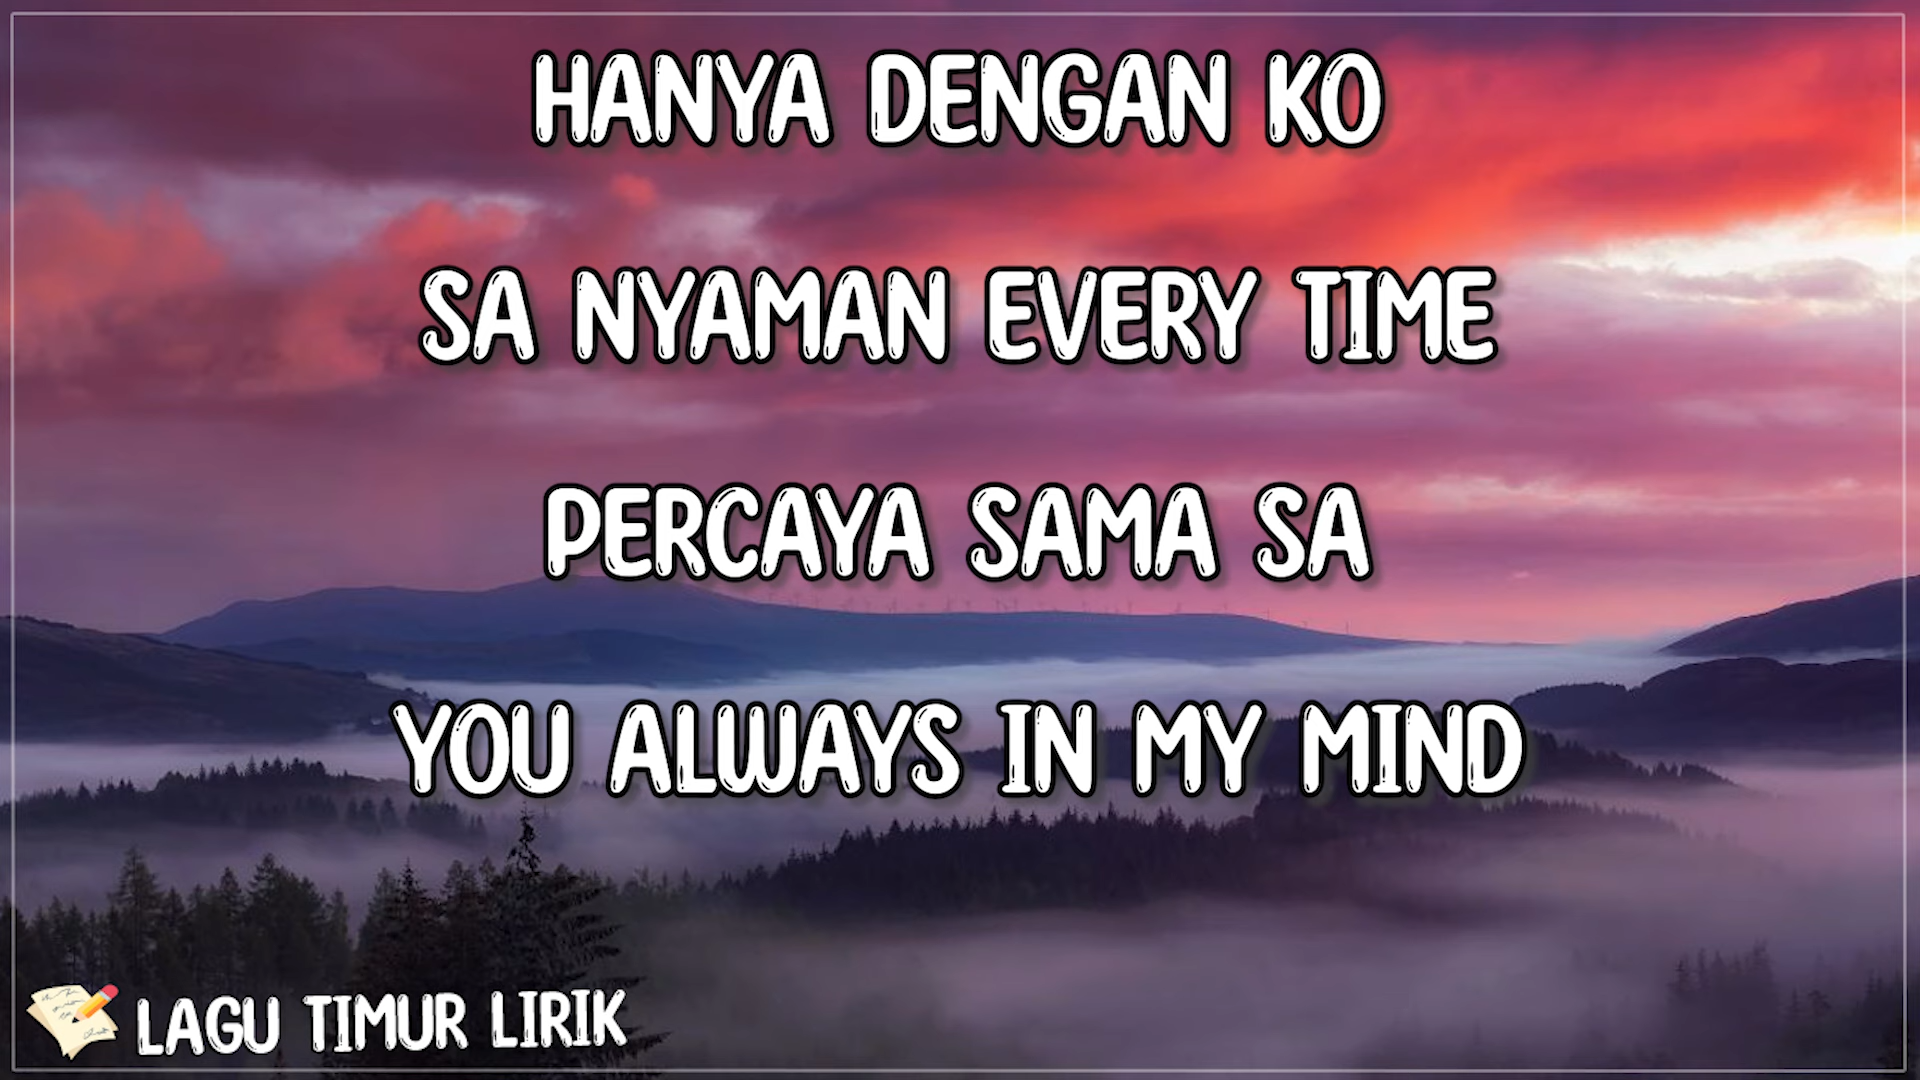 HANYA DENGAN KO
SA NYAMAN EVERY TIME
PERCAYA SAMA SA
YOU ALWAYS IN MY MIND
LAGU TIMUR LIRIK